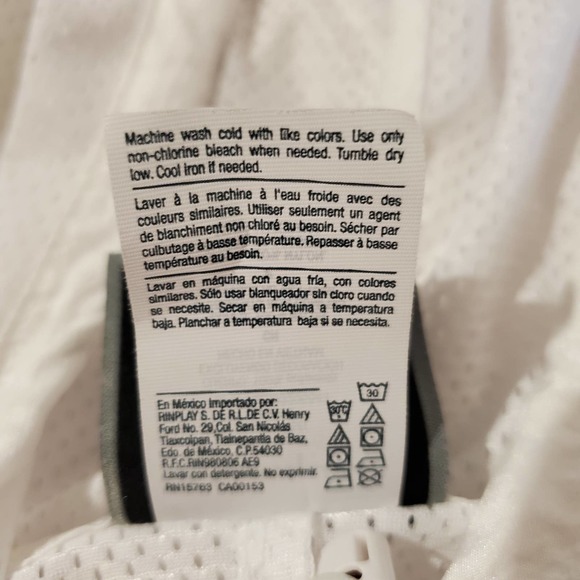 Machine wash cold with like colors. Use only
non-chlorine bleach when needed. Tumble dry
low. Cool iron if needed.
Laver à la machine à l'eau froide avec des
couleurs similaires. Utiliser seulement un agent
de blanchiment non chloré au besoin. Sécher par
culbutage à basse température. Repasser à basse
température au besoin.
Lavar en máquina con agua fría, con colores
similares. Sólo usar blanqueador sin cloro cuando
se necesite. Secar en máquina a temperatura
baja. Planchar a temperatura baja si se necesita.
En México Importado por:
RINPLAY S. DE R.L.DE C.V. Henry
Ford No. 29,Col. San Nicolás
Tlaxcolpan, Tlalnepantla de Baz,
Edo. de México, C.P.54030
R.F.C.RIN980806 AE9
Lavar con detergente. No exprimir.
RN15763 CA00153
30
30°C